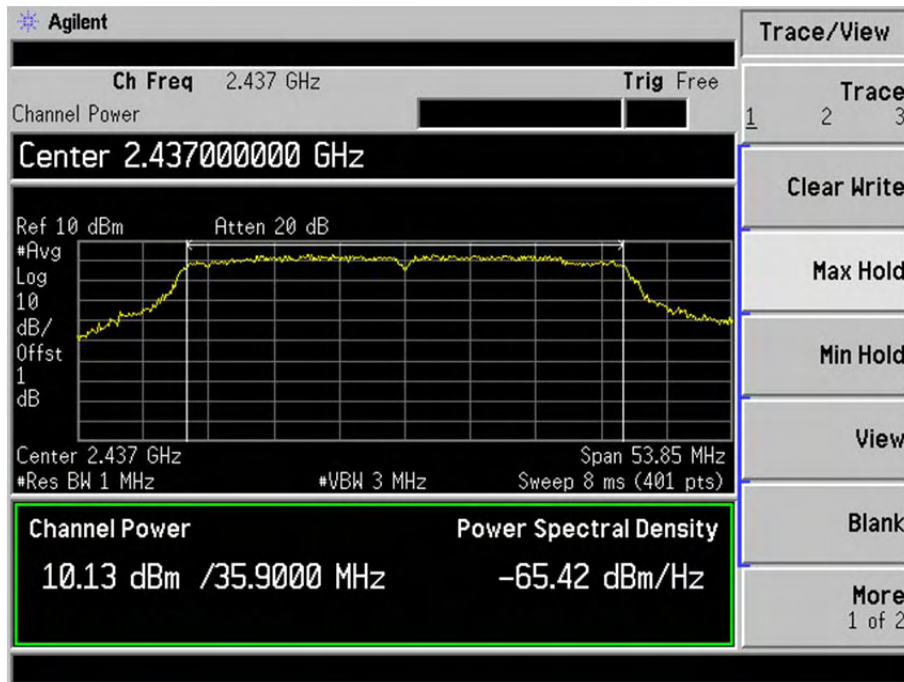 Agilent
Trace/View
Ch Freq 2.437 GHz Trig Free
Channel Power
Trace
1 2 3
Center 2.437000000 GHz
Clear Write
Ref 10 dBm Atten 20 dB
#Avg
Log
10
dB/
Offst
1
dB
Max Hold
Min Hold
Center 2.437 GHz Span 53.85 MHz
#Res BW 1 MHz #VBW 3 MHz Sweep 8 ms (401 pts)
View
Channel Power Power Spectral Density
10.13 dBm /35.9000 MHz -65.42 dBm/Hz
Blank
More
1 of 2